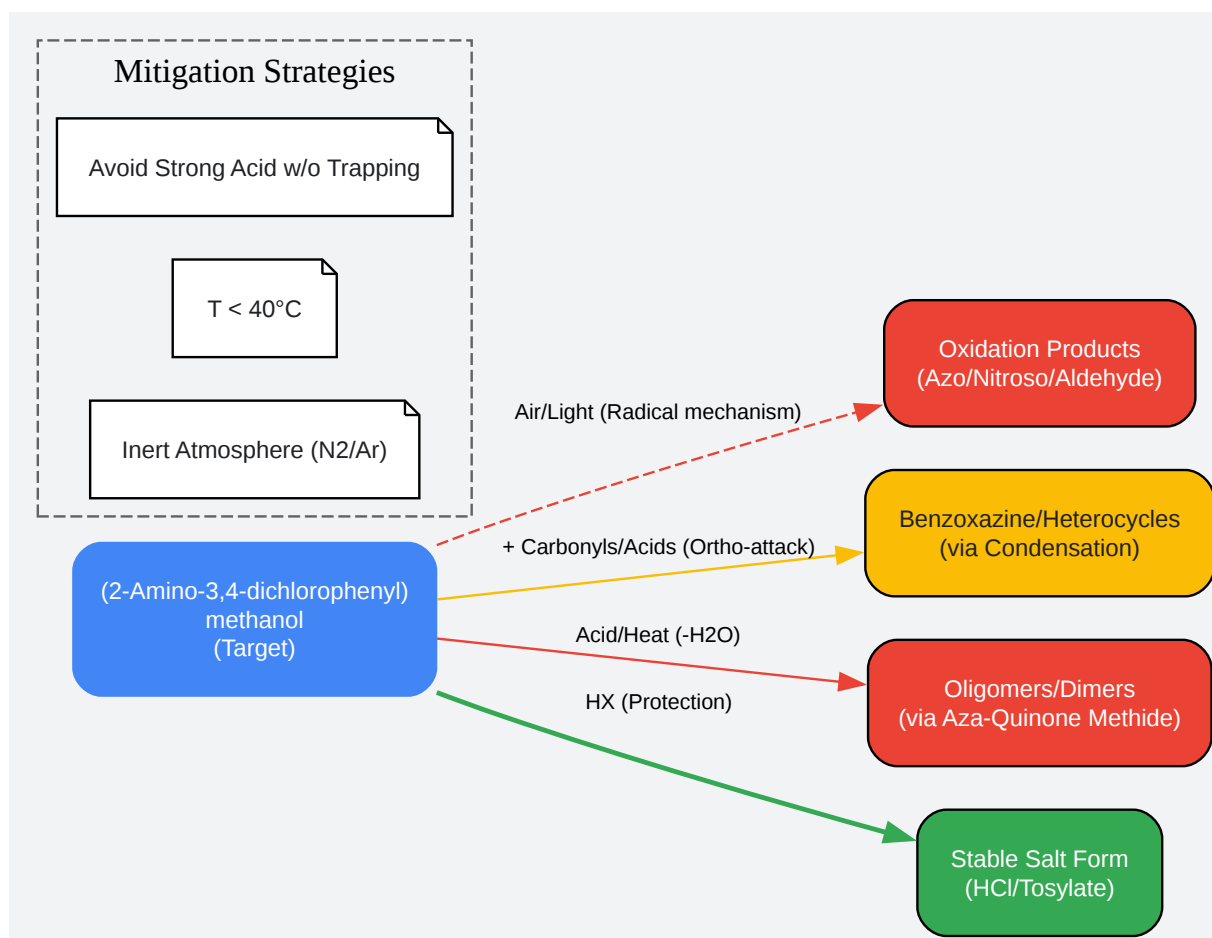 Mitigation Strategies
Avoid Strong Acid w/o Trapping
T < 40°C
Inert Atmosphere (N2/Ar)
(2-Amino-3,4-dichlorophenyl)
methanol
(Target)
Air/Light (Radical mechanism)
+ Carbonyls/Acids (Ortho-attack)
Acid/Heat (-H2O)
HX (Protection)
Oxidation Products
(Azo/Nitroso/Aldehyde)
Benzoxazine/Heterocycles
(via Condensation)
Oligomers/Dimers
(via Aza-Quinone Methide)
Stable Salt Form
(HCl/Tosylate)